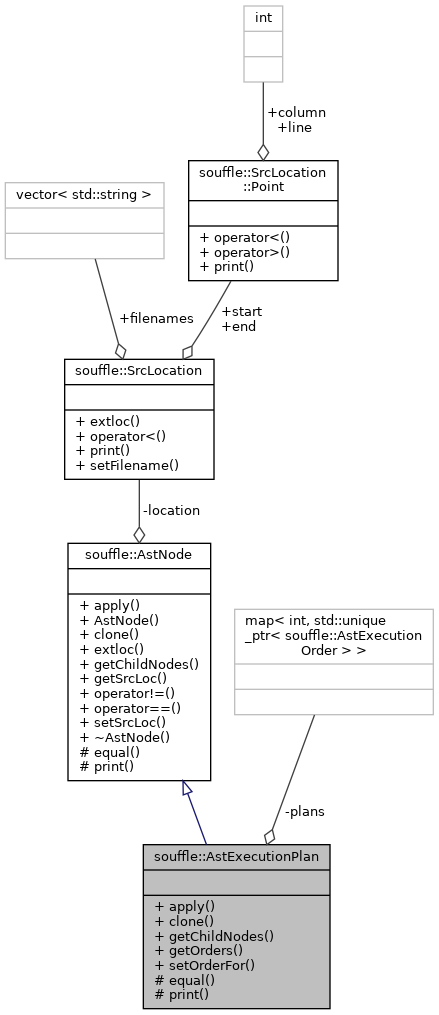 int
+column
+line
souffle::SrcLocation
::Point
+ operator<()
+ operator>()
+ print()
vector< std::string >
+filenames
+start
+end
souffle::SrcLocation
+ extloc()
+ operator<()
+ print()
+ setFilename()
-location
souffle::AstNode
+ apply()
+ AstNode()
+ clone()
+ extloc()
+ getChildNodes()
+ getSrcLoc()
+ operator!=()
+ operator==()
+ setSrcLoc()
+ ~AstNode()
# equal()
# print()
map< int, std::unique
_ptr< souffle::AstExecution
Order > >
-plans
souffle::AstExecutionPlan
+ apply()
+ clone()
+ getChildNodes()
+ getOrders()
+ setOrderFor()
# equal()
# print()